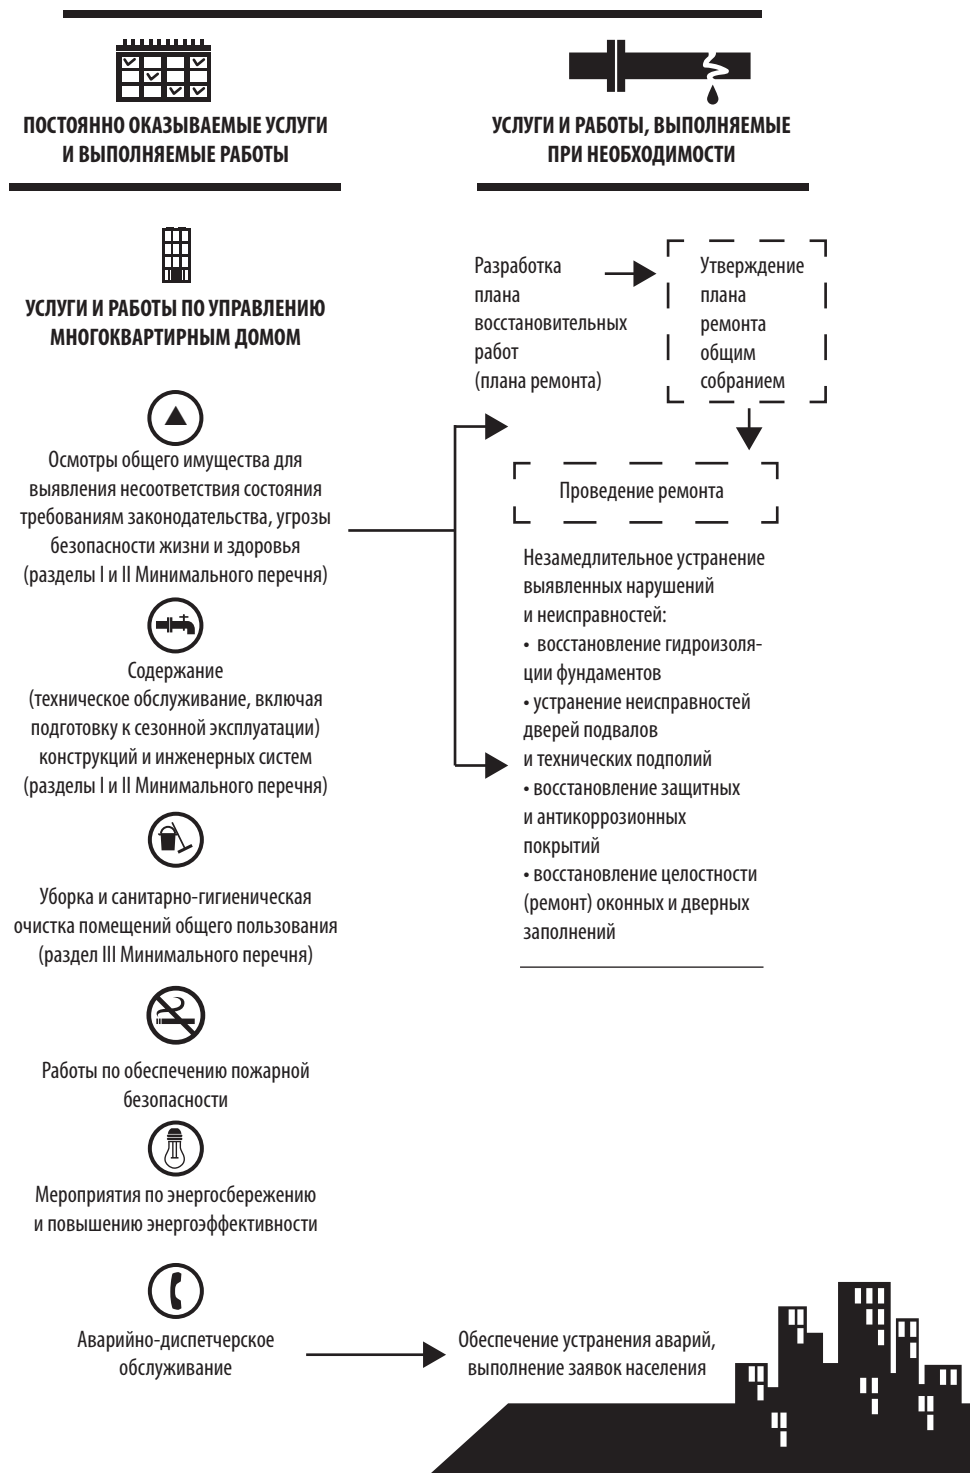 ПОСТОЯННО ОКАЗЫВАЕМЫЕ УСЛУГИ
И ВЫПОЛНЯЕМЫЕ РАБОТЫ
УСЛУГИ И РАБОТЫ ПО УПРАВЛЕНИЮ
МНОГОКВАРТИРНЫМ ДОМОМ
Осмотры общего имущества для
выявления несоответствия состояния
требованиям законодательства, угрозы
безопасности жизни и здоровья
(разделы I и II Минимального перечня)
Содержание
(техническое обслуживание, включая
подготовку к сезонной эксплуатации)
конструкций и инженерных систем
(разделы I и II Минимального перечня)
Уборка и санитарно-гигиеническая
очистка помещений общего пользования
(раздел III Минимального перечня)
Работы по обеспечению пожарной
безопасности
Мероприятия по энергосбережению
и повышению энергоэффективности
Аварийно-диспетчерское
обслуживание
УСЛУГИ И РАБОТЫ, ВЫПОЛНЯЕМЫЕ
ПРИ НЕОБХОДИМОСТИ
Разработка
плана
восстановительных
работ
(плана ремонта)
Утверждение
плана
ремонта
общим
собранием
Проведение ремонта
Незамедлительное устранение
выявленных нарушений
и неисправностей:
• восстановление гидроизоля-
ции фундаментов
• устранение неисправностей
дверей подвалов
и технических подполий
• восстановление защитных
и антикоррозионных
покрытий
• восстановление целостности
(ремонт) оконных и дверных
заполнений
Обеспечение устранения аварий,
выполнение заявок населения